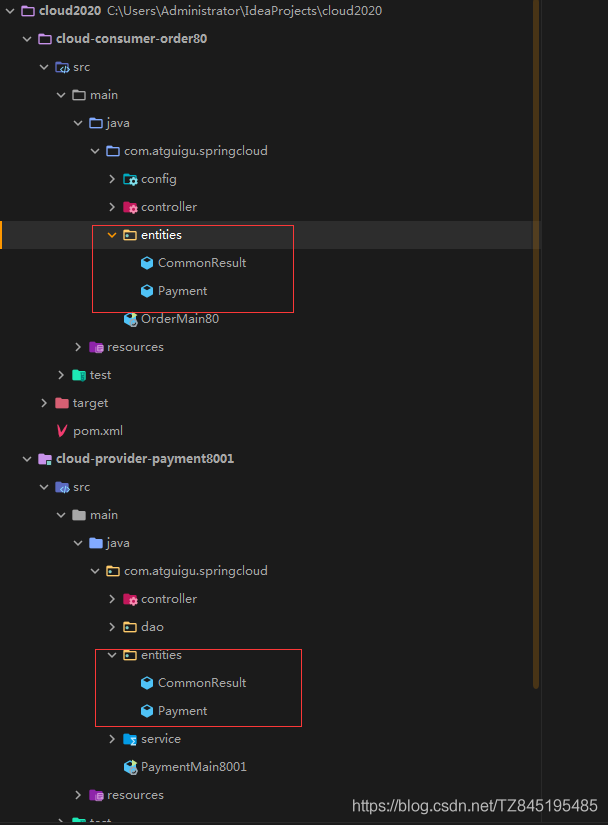 cloud2020 C:\Users\Administrator\IdeaProjects\cloud2020
cloud-consumer-order80
src
main
java
com.atguigu.springcloud
config
controller
entities
CommonResult
Payment
OrderMain80
resources
test
target
pom.xml
cloud-provider-payment8001
src
main
java
com.atguigu.springcloud
controller
dao
entities
CommonResult
Payment
service
PaymentMain8001
resources
https://blog.csdn.net/TZ845195485
test